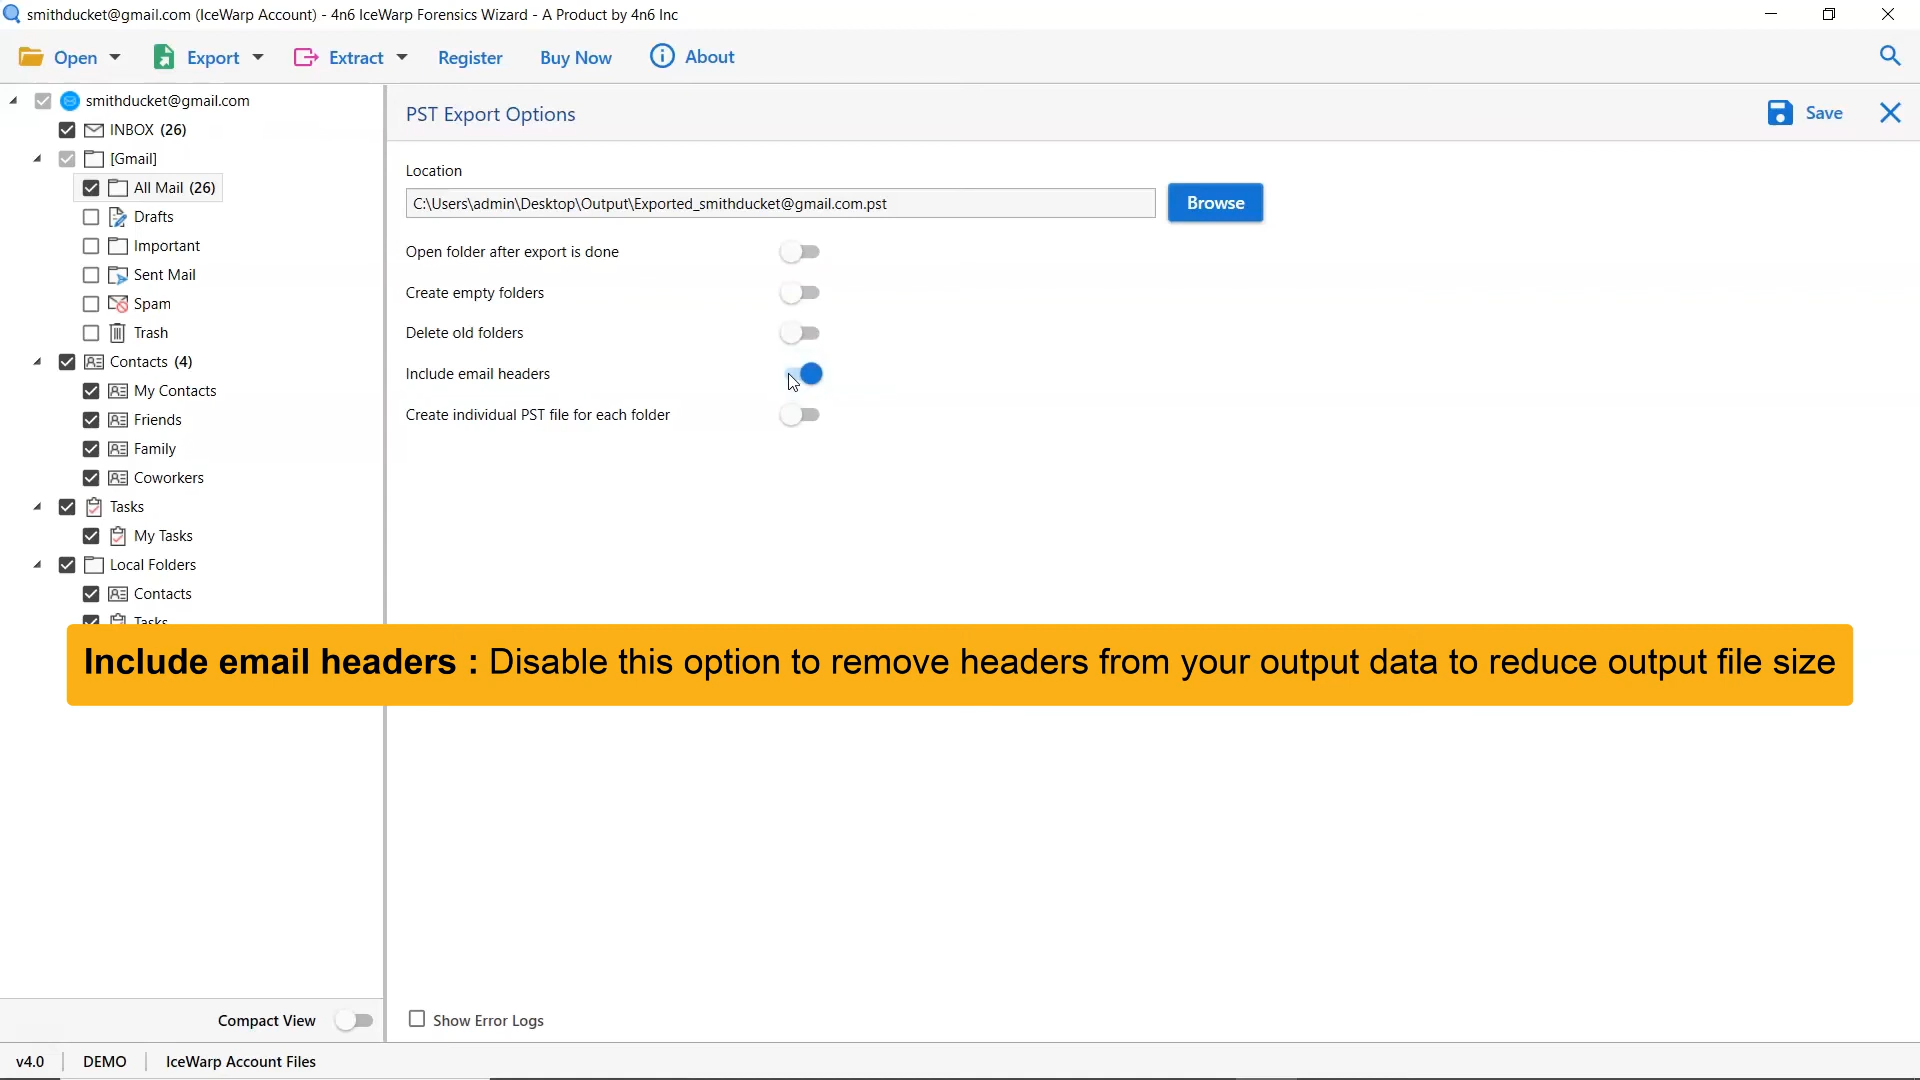 smithducket@gmail.com (IceWarp Account) - 4n6 IceWarp Forensics Wizard - A Product by 4n6 Inc
Open Export Extract Register Buy Now About
smithducket@gmail.com
INBOX (26)
[Gmail]
All Mail (26)
Drafts
Important
Sent Mail
Spam
Trash
Contacts (4)
My Contacts
Friends
Family
Coworkers
Tasks
My Tasks
Local Folders
Contacts
Tasks
PST Export Options
Save
Location
C:\Users\admin\Desktop\Output\Exported_smithducket@gmail.com.pst
Browse
Open folder after export is done
Create empty folders
Delete old folders
Include email headers
Create individual PST file for each folder
Include email headers : Disable this option to remove headers from your output data to reduce output file size
Compact View
Show Error Logs
v4.0 DEMO IceWarp Account Files